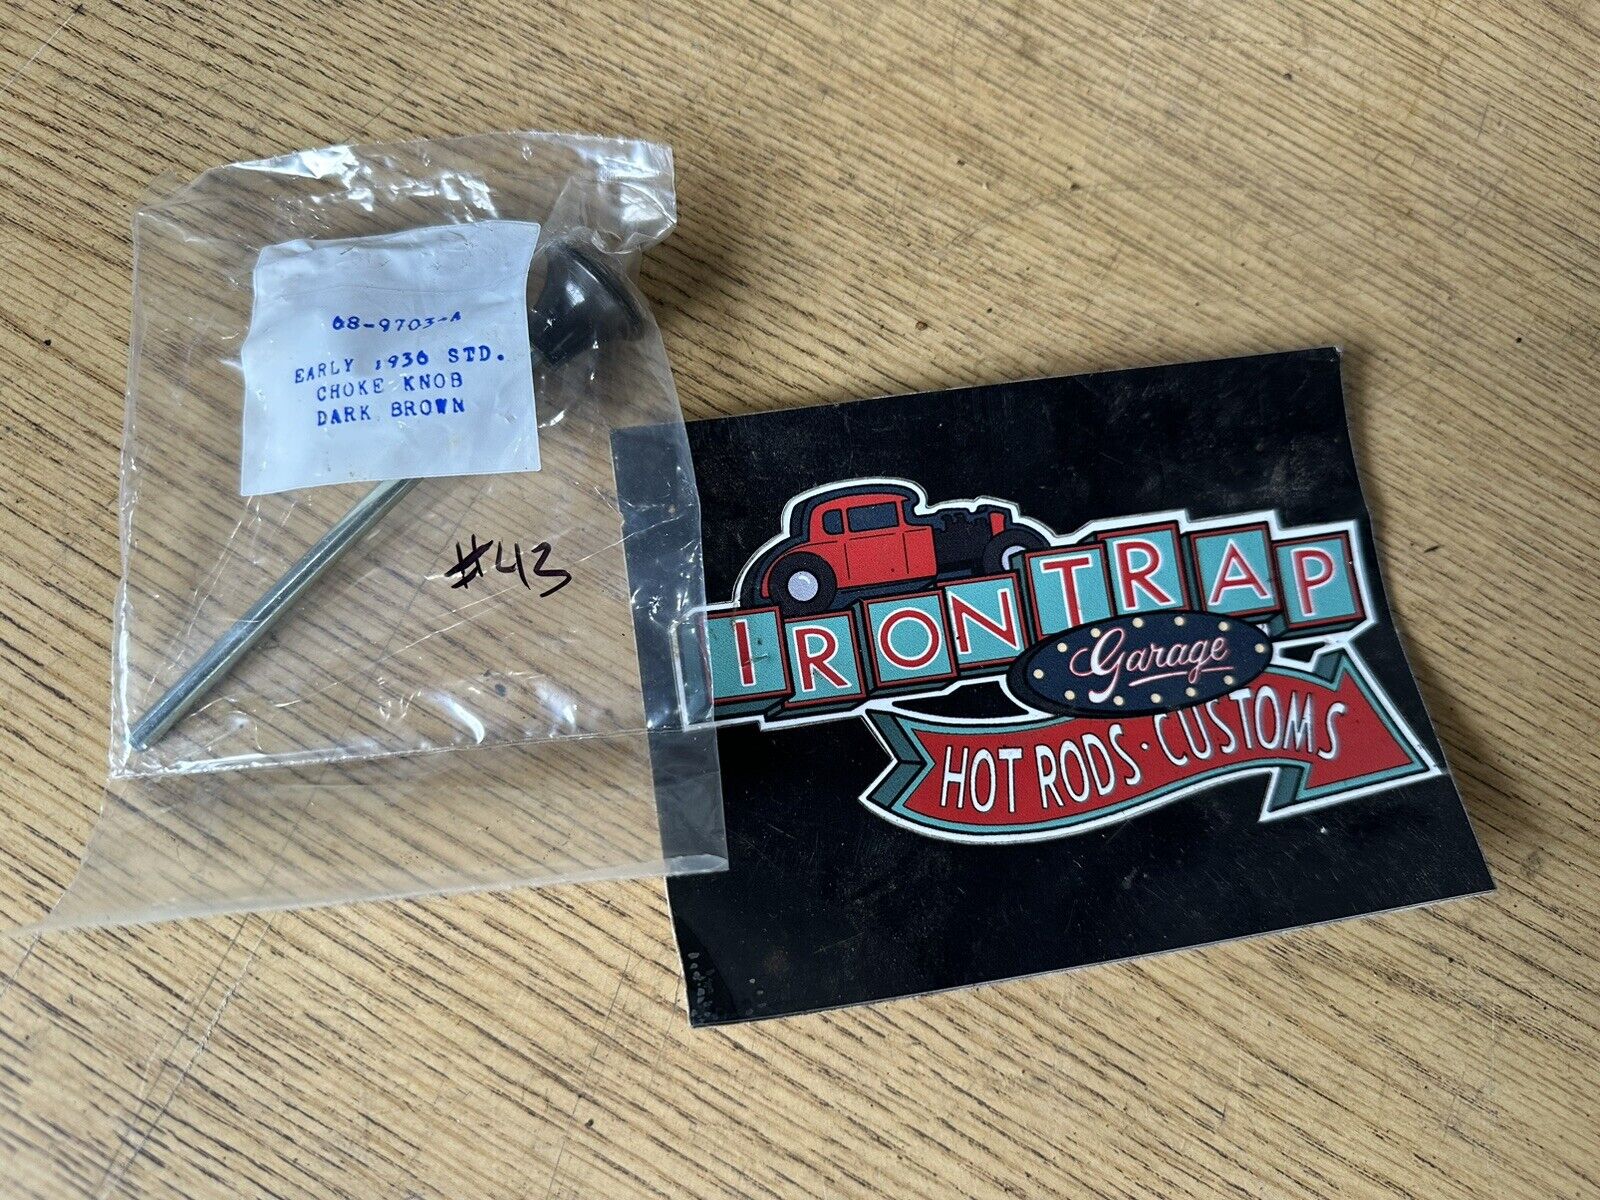 68-9703-A
EARLY 1936 STD.
CHOKE KNOB
DARK BROWN
#43
IRONTRAP
Garage
HOT RODS · CUSTOMS